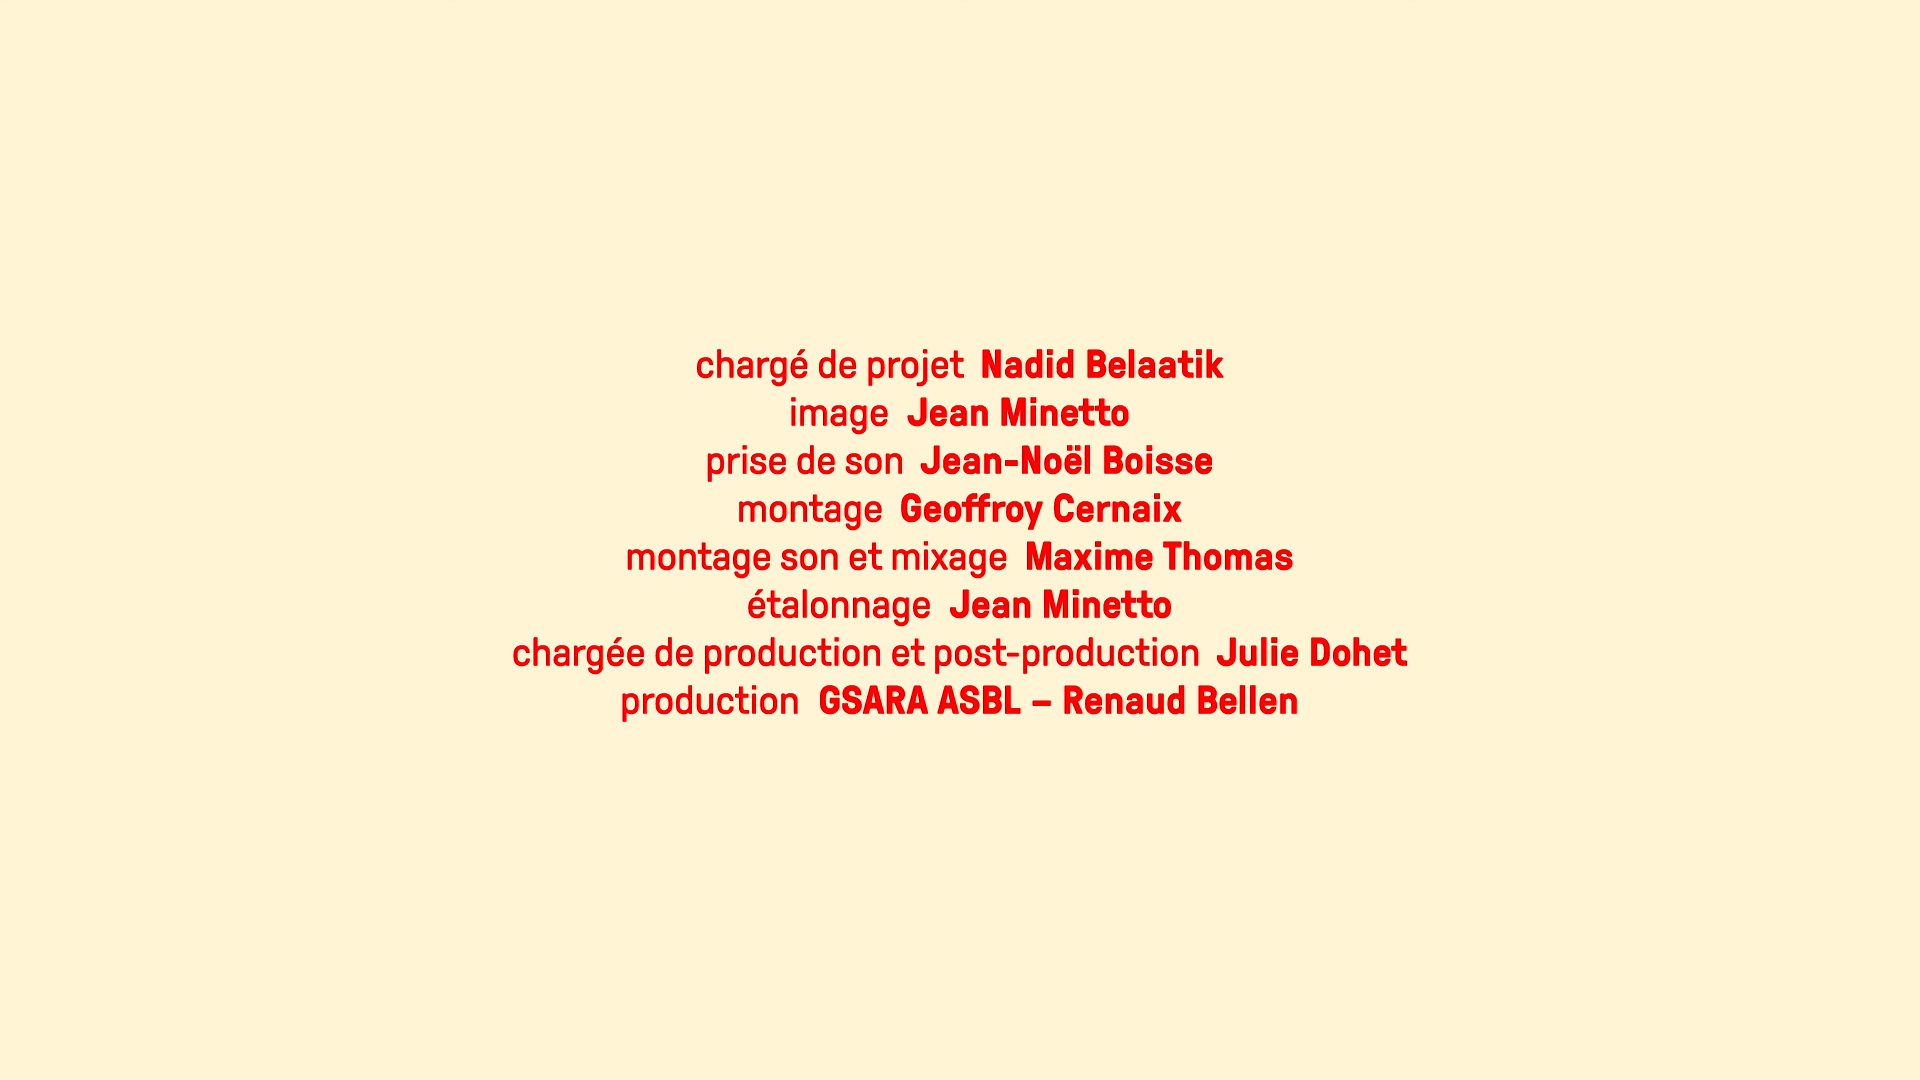 chargé de projet Nadid Belaatik
image Jean Minetto
prise de son Jean-Noël Boisse
montage Geoffroy Cernaix
montage son et mixage Maxime Thomas
étalonnage Jean Minetto
chargée de production et post-production Julie Dohet
production GSARA ASBL – Renaud Bellen